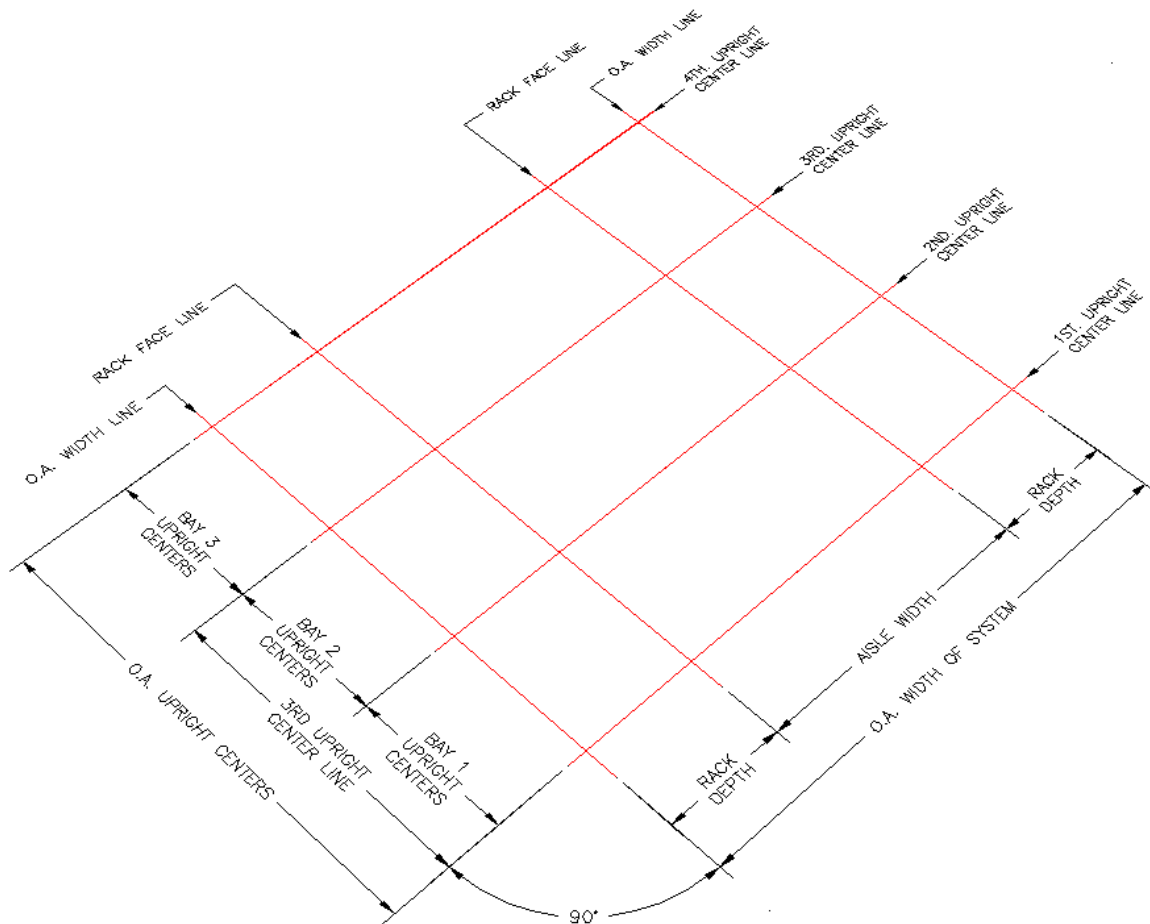 O.A. WIDTH LINE
RACK FACE LINE
4TH. UPRIGHT
CENTER LINE
3RD. UPRIGHT
CENTER LINE
2ND. UPRIGHT
CENTER LINE
1ST. UPRIGHT
CENTER LINE
RACK FACE LINE
O.A. WIDTH LINE
BAY 3
UPRIGHT
CENTERS
BAY 2
UPRIGHT
CENTERS
BAY 1
UPRIGHT
CENTERS
3RD UPRIGHT
CENTER LINE
O.A. UPRIGHT CENTERS
RACK
DEPTH
AISLE WIDTH
O.A. WIDTH OF SYSTEM
RACK
DEPTH
90°